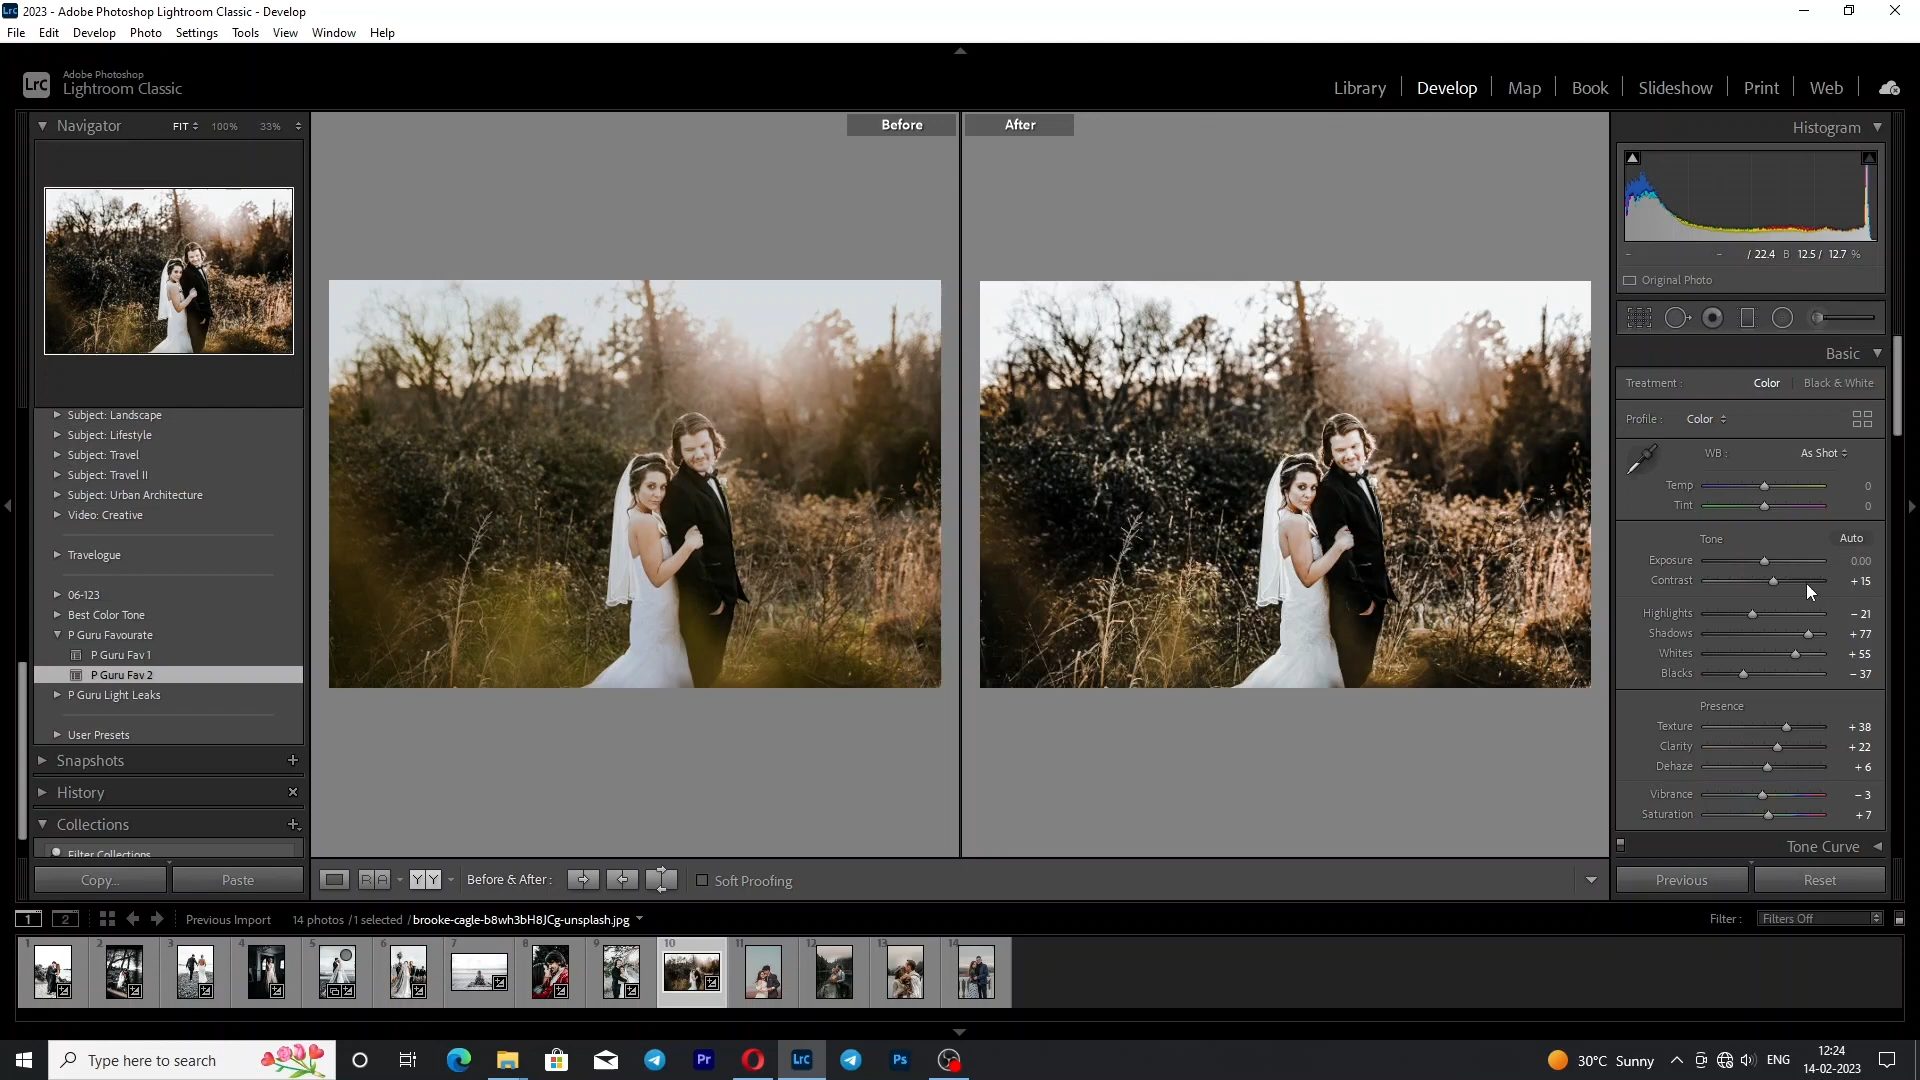 2023 - Adobe Photoshop Lightroom Classic - Develop
File Edit Develop Photo Settings Tools View Window Help
LrC Adobe Photoshop
Lightroom Classic
Library Develop Map Book Slideshow Print Web
Navigator FIT 100% 33%
Before After
Histogram
/ 22.4 B 12.5 / 12.7 %
Original Photo
Basic
Treatment : Color Black & White
Profile : Color
WB : As Shot
Temp 0
Tint 0
Tone Auto
Exposure 0.00
Contrast + 15
Highlights − 21
Shadows + 77
Whites + 55
Blacks − 37
Presence
Texture + 38
Clarity + 22
Dehaze + 6
Vibrance − 3
Saturation + 7
Tone Curve
Previous Reset
Subject: Landscape
Subject: Lifestyle
Subject: Travel
Subject: Travel II
Subject: Urban Architecture
Video: Creative
Travelogue
06-123
Best Color Tone
P Guru Favourate
P Guru Fav 1
P Guru Fav 2
P Guru Light Leaks
User Presets
Snapshots
History
Collections
Filter Collections
Copy... Paste
Before & After : Soft Proofing
1 2 Previous Import 14 photos / 1 selected / brooke-cagle-b8wh3bH8JCg-unsplash.jpg Filter : Filters Off
1 2 3 4 5 6 7 8 9 10 11 12 13 14
Type here to search
Pr LrC Ps
30°C Sunny ENG 12:24
14-02-2023